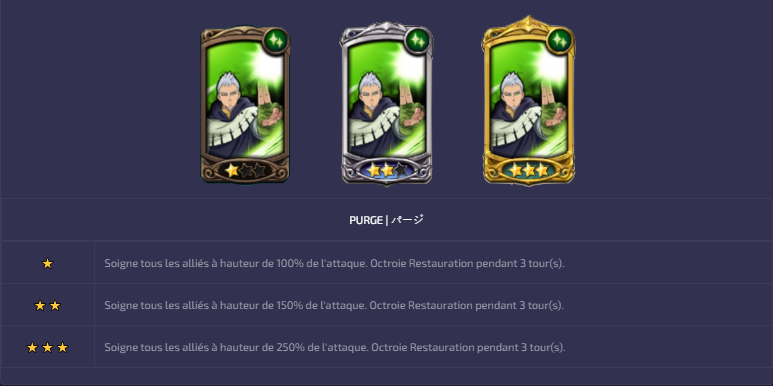 PURGE | パージ
Soigne tous les alliés à hauteur de 100% de l'attaque. Octroie Restauration pendant 3 tour(s).
Soigne tous les alliés à hauteur de 150% de l'attaque. Octroie Restauration pendant 3 tour(s).
Soigne tous les alliés à hauteur de 250% de l'attaque. Octroie Restauration pendant 3 tour(s).